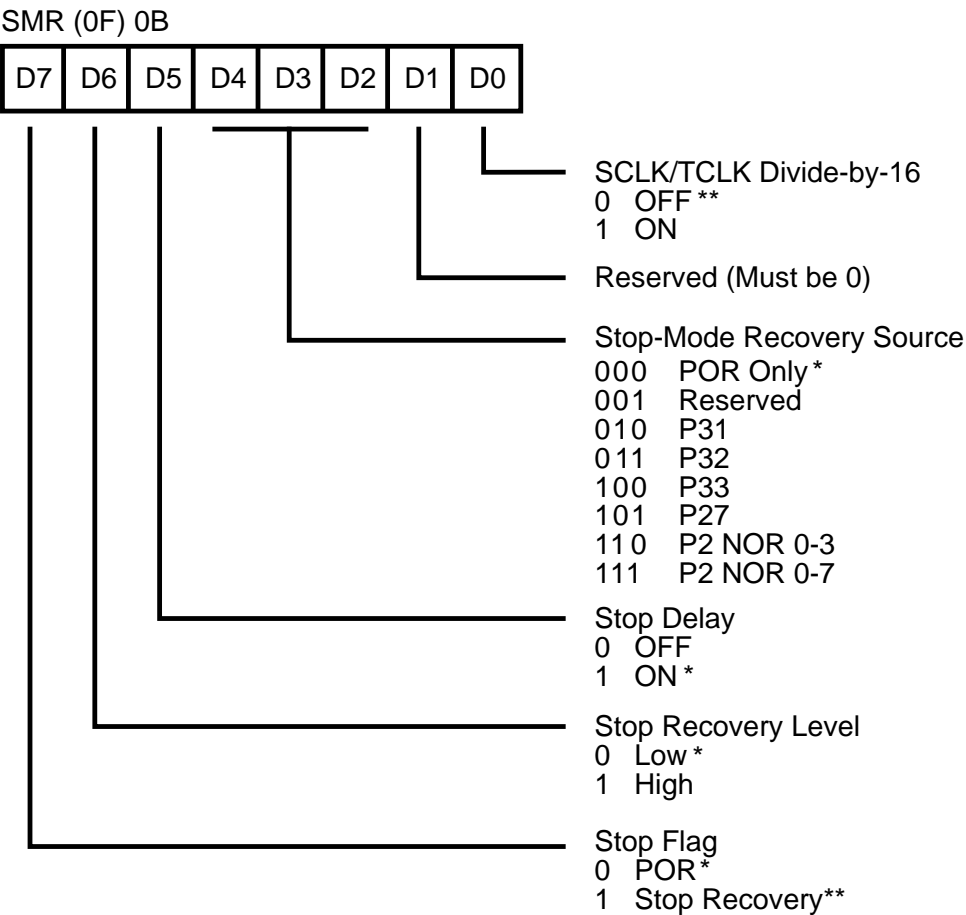 SMR (0F) 0B
D7 D6 D5 D4 D3 D2 D1 D0
SCLK/TCLK Divide-by-16
0 OFF **
1 ON
Reserved (Must be 0)
Stop-Mode Recovery Source
000 POR Only *
001 Reserved
010 P31
011 P32
100 P33
101 P27
110 P2 NOR 0-3
111 P2 NOR 0-7
Stop Delay
0 OFF
1 ON *
Stop Recovery Level
0 Low *
1 High
Stop Flag
0 POR *
1 Stop Recovery**